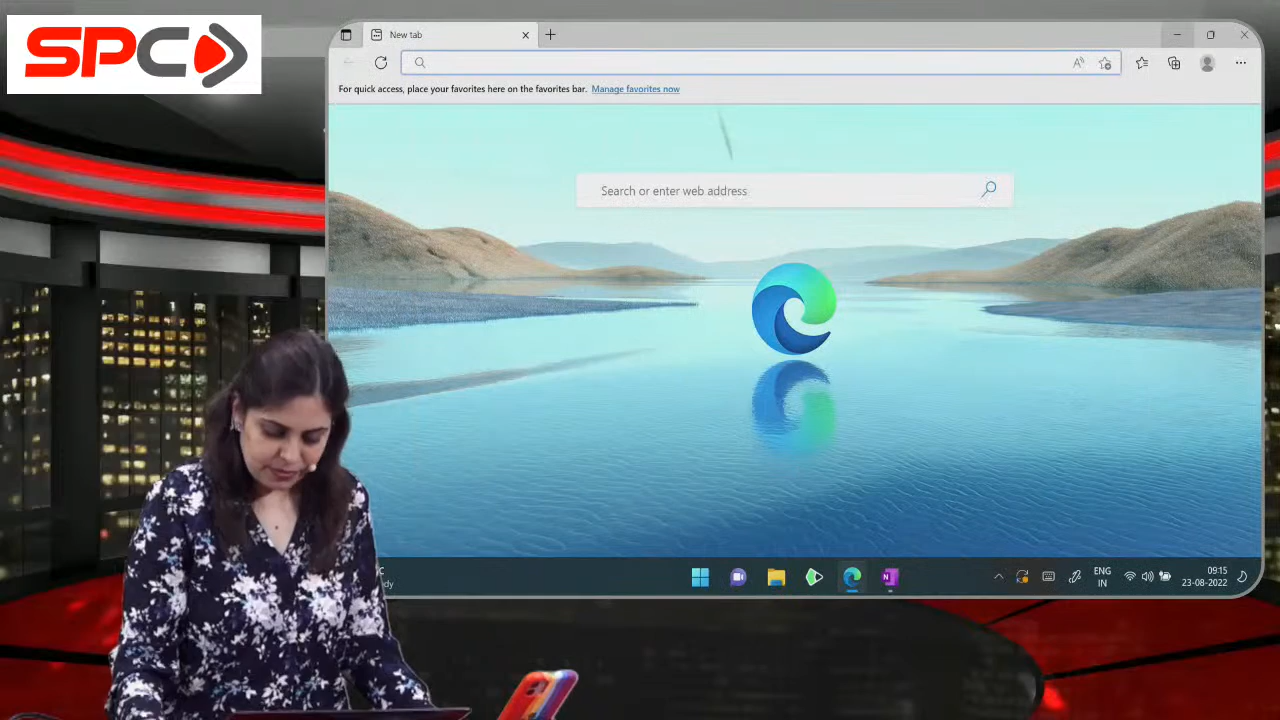 SPC
New tab
For quick access, place your favorites here on the favorites bar. Manage favorites now
Search or enter web address
ENG
IN
09:15
23-08-2022